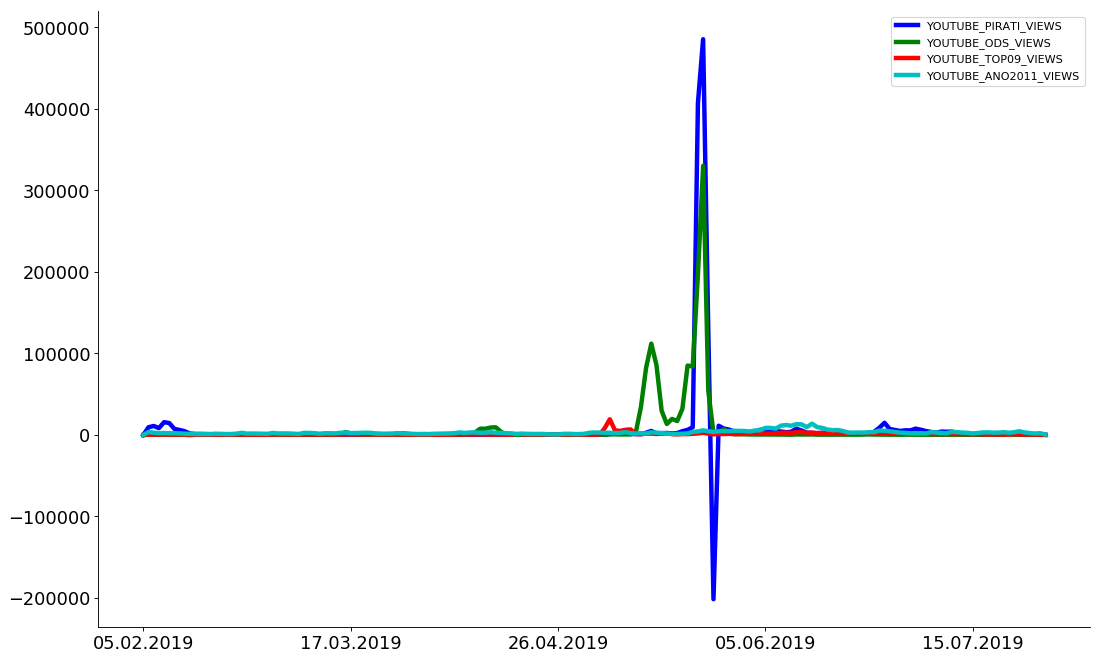 YOUTUBE_PIRATI_VIEWS
YOUTUBE_ODS_VIEWS
YOUTUBE_TOP09_VIEWS
YOUTUBE_ANO2011_VIEWS
500000
400000
300000
200000
100000
0
−100000
−200000
05.02.2019 17.03.2019 26.04.2019 05.06.2019 15.07.2019